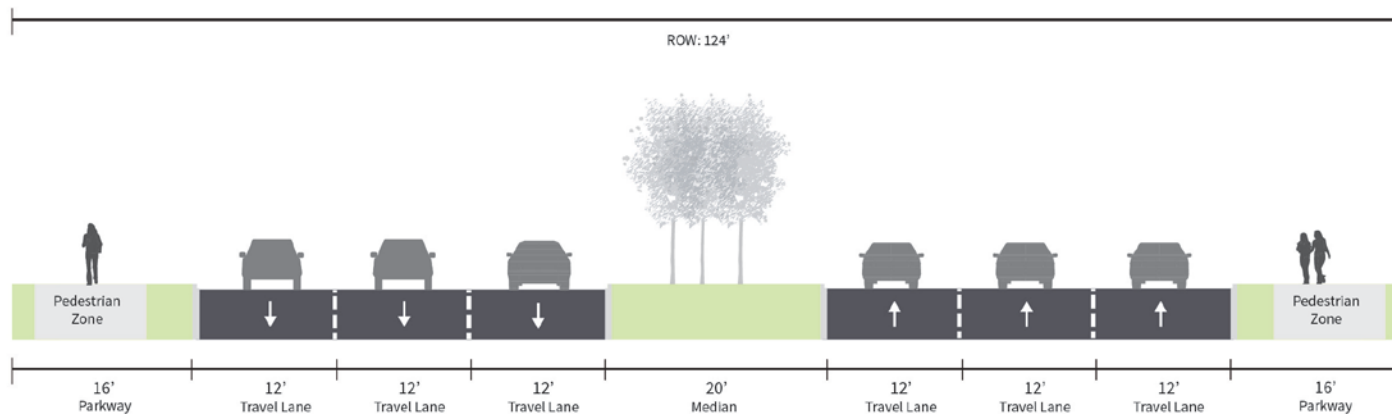 ROW: 124'
Pedestrian
Zone
Pedestrian
Zone
16' 12' 12' 12' 20' 12' 12' 12' 16'
Parkway Travel Lane Travel Lane Travel Lane Median Travel Lane Travel Lane Travel Lane Parkway